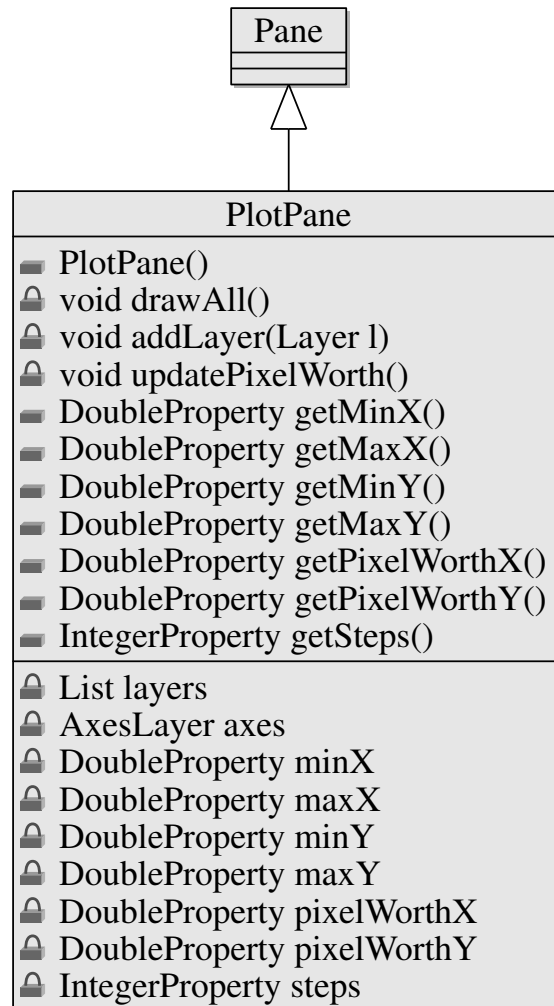 Pane
PlotPane
PlotPane()
void drawAll()
void addLayer(Layer l)
void updatePixelWorth()
DoubleProperty getMinX()
DoubleProperty getMaxX()
DoubleProperty getMinY()
DoubleProperty getMaxY()
DoubleProperty getPixelWorthX()
DoubleProperty getPixelWorthY()
IntegerProperty getSteps()
List layers
AxesLayer axes
DoubleProperty minX
DoubleProperty maxX
DoubleProperty minY
DoubleProperty maxY
DoubleProperty pixelWorthX
DoubleProperty pixelWorthY
IntegerProperty steps